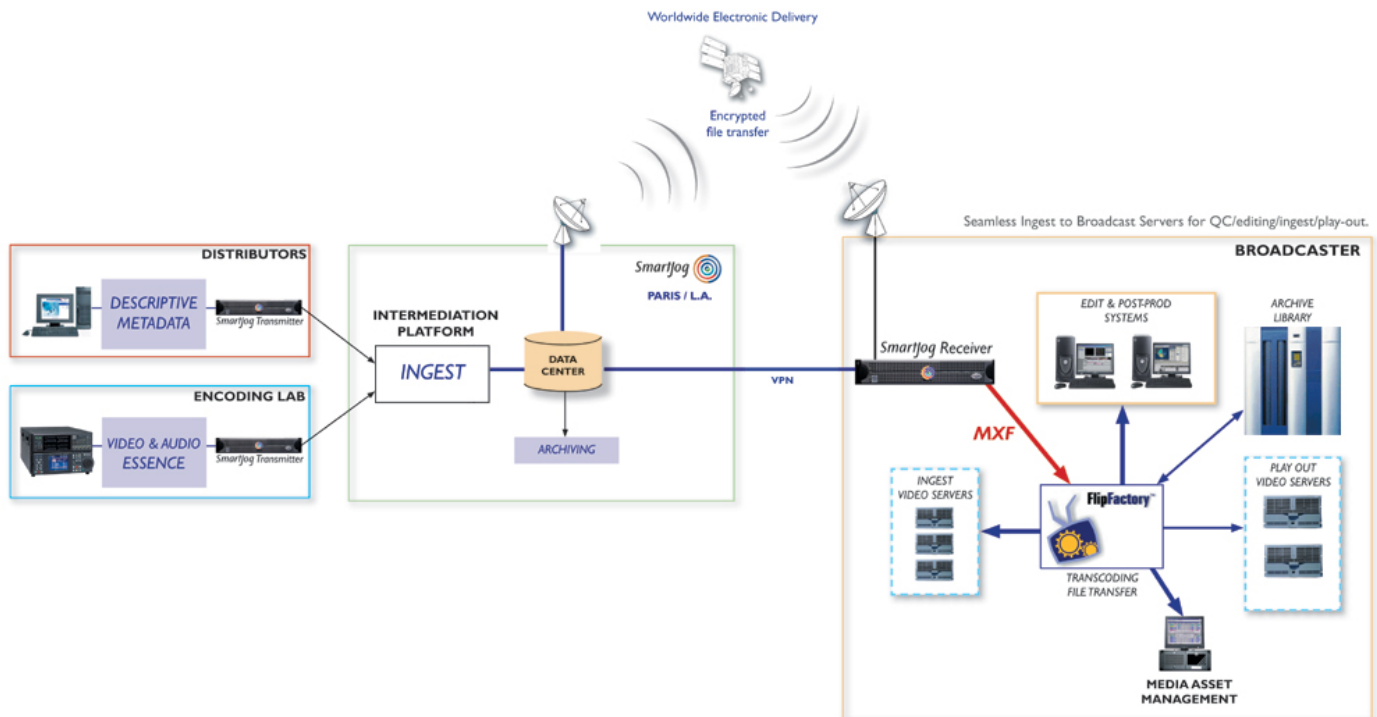 Worldwide Electronic Delivery
Encrypted
file transfer
Seamless Ingest to Broadcast Servers for QC/editing/ingest/play-out.
DISTRIBUTORS
DESCRIPTIVE
METADATA
SmartJog Transmitter
ENCODING LAB
VIDEO & AUDIO
ESSENCE
SmartJog Transmitter
SmartJog
PARIS / L.A.
INTERMEDIATION
PLATFORM
INGEST
DATA
CENTER
ARCHIVING
VPN
SmartJog Receiver
MXF
BROADCASTER
EDIT & POST-PROD
SYSTEMS
ARCHIVE
LIBRARY
INGEST
VIDEO SERVERS
FlipFactory™
TRANSCODING
FILE TRANSFER
PLAY OUT
VIDEO SERVERS
MEDIA ASSET
MANAGEMENT